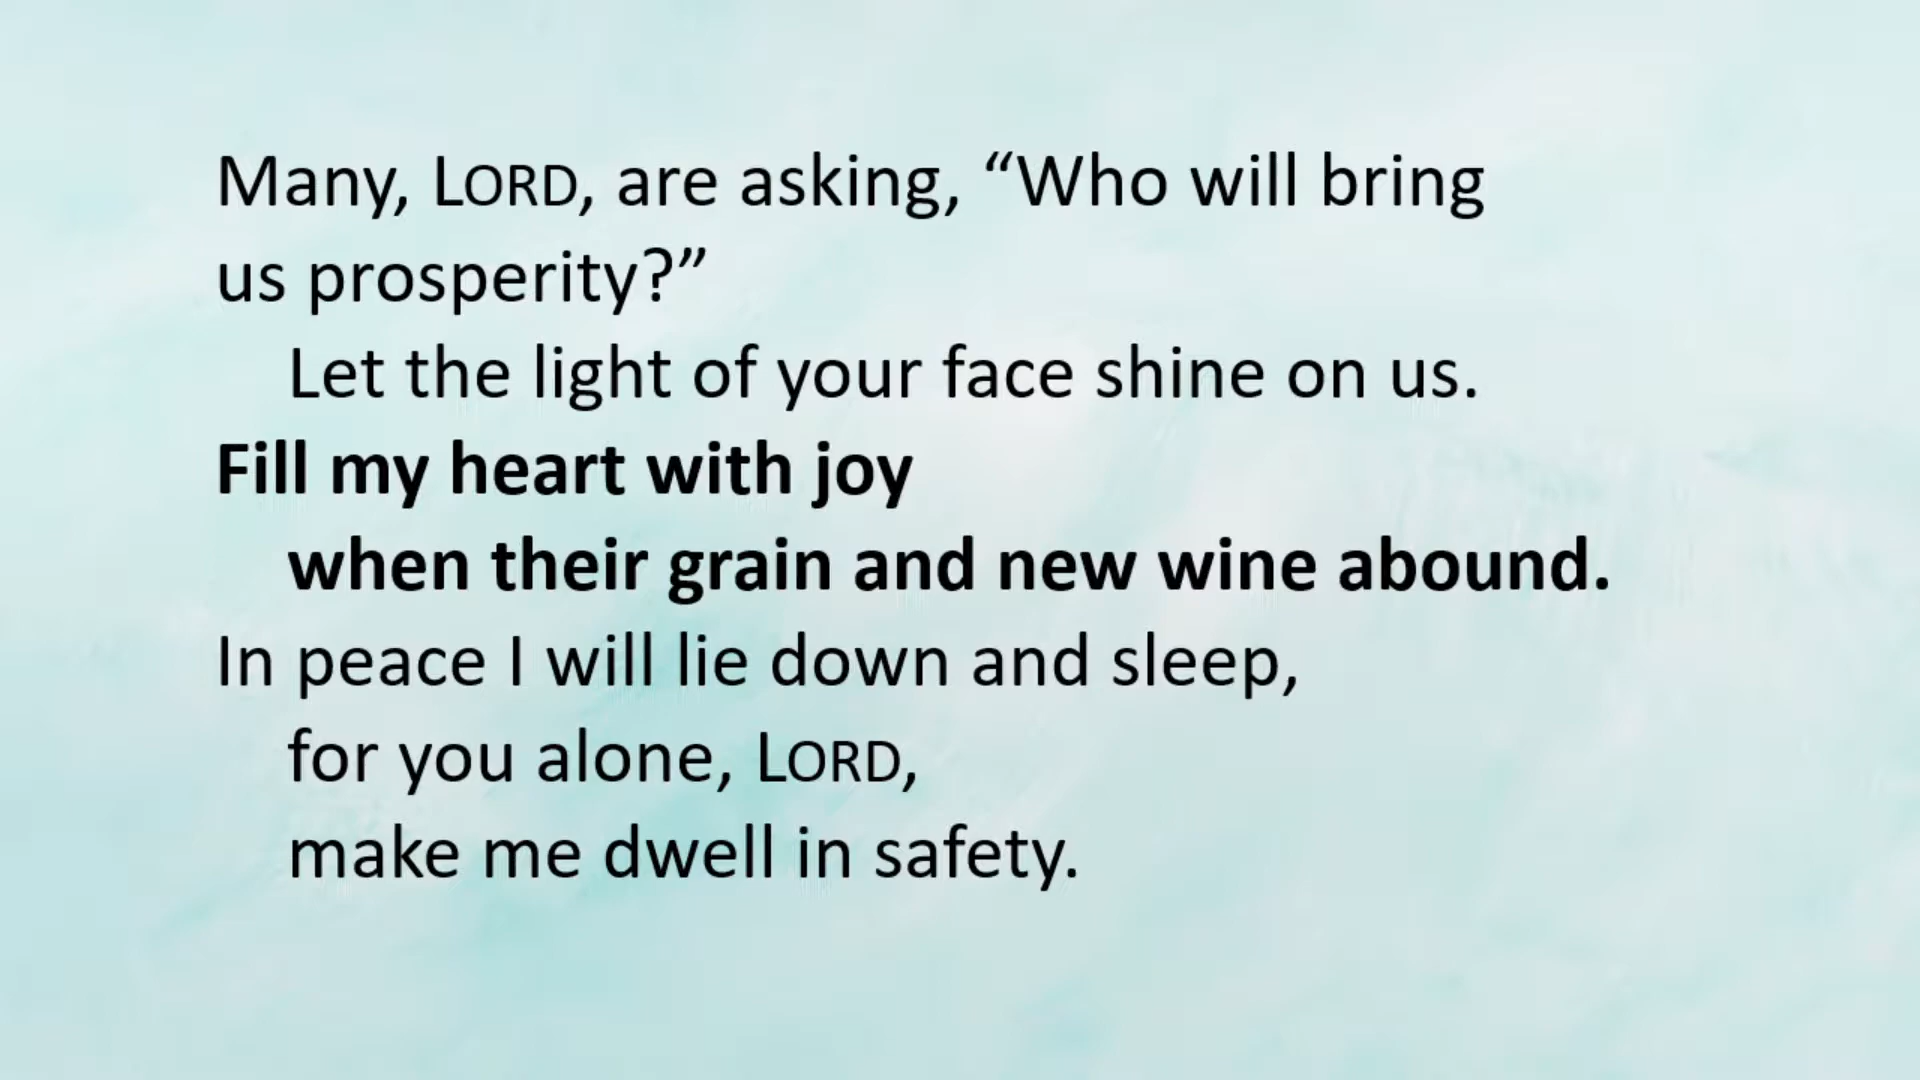 Many, LORD, are asking, “Who will bring
us prosperity?”
Let the light of your face shine on us.
Fill my heart with joy
when their grain and new wine abound.
In peace I will lie down and sleep,
for you alone, LORD,
make me dwell in safety.